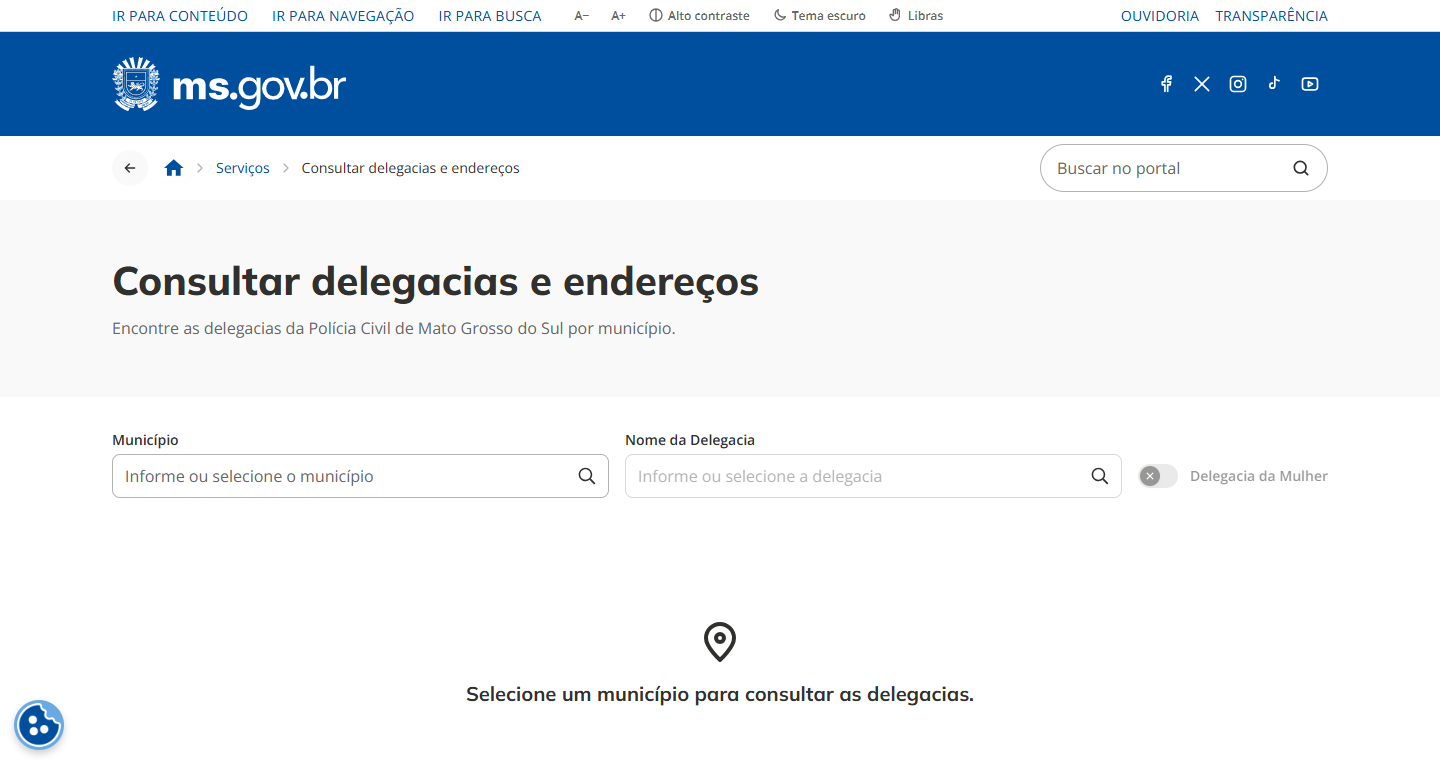 IR PARA CONTEÚDO IR PARA NAVEGAÇÃO IR PARA BUSCA A− A+ Alto contraste Tema escuro Libras OUVIDORIA TRANSPARÊNCIA
ms.gov.br
Serviços Consultar delegacias e endereços Buscar no portal
Consultar delegacias e endereços
Encontre as delegacias da Polícia Civil de Mato Grosso do Sul por município.
Município Nome da Delegacia
Informe ou selecione o município Informe ou selecione a delegacia Delegacia da Mulher
Selecione um município para consultar as delegacias.